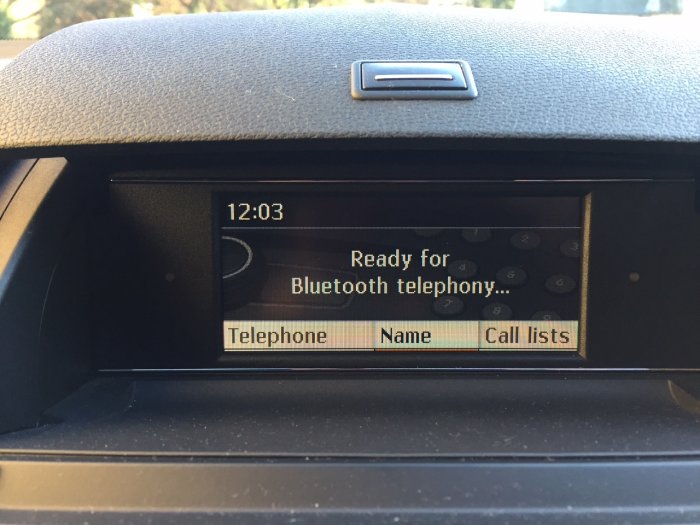 12:03
Ready for
Bluetooth telephony...
Telephone Name Call lists